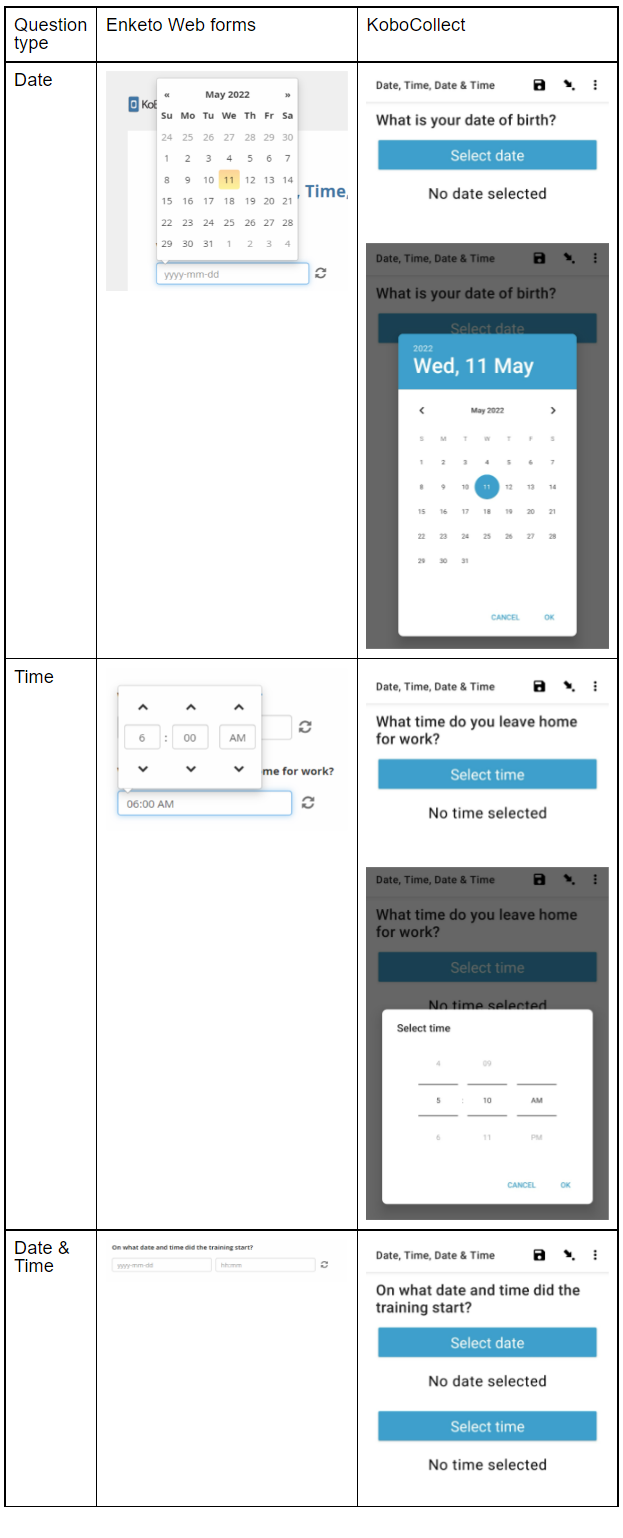 Question type
Enketo Web forms
KoboCollect
Date
KoB
« May 2022 »
Su Mo Tu We Th Fr Sa
24 25 26 27 28 29 30
1 2 3 4 5 6 7
8 9 10 11 12 13 14
15 16 17 18 19 20 21
22 23 24 25 26 27 28
29 30 31 1 2 3 4
, Time,
yyyy-mm-dd
Date, Time, Date & Time
What is your date of birth?
Select date
No date selected
Date, Time, Date & Time
What is your date of birth?
Select date
2022
Wed, 11 May
May 2022
S M T W T F S
1 2 3 4 5 6 7
8 9 10 11 12 13 14
15 16 17 18 19 20 21
22 23 24 25 26 27 28
29 30 31
CANCEL OK
Time
6 : 00 AM
me for work?
06:00 AM
Date, Time, Date & Time
What time do you leave home
for work?
Select time
No time selected
Date, Time, Date & Time
What time do you leave home
for work?
Select time
No time selected
Select time
4 09
5 : 10 AM
6 11 PM
CANCEL OK
Date &
Time
On what date and time did the training start?
yyyy-mm-dd hh:mm
Date, Time, Date & Time
On what date and time did the
training start?
Select date
No date selected
Select time
No time selected